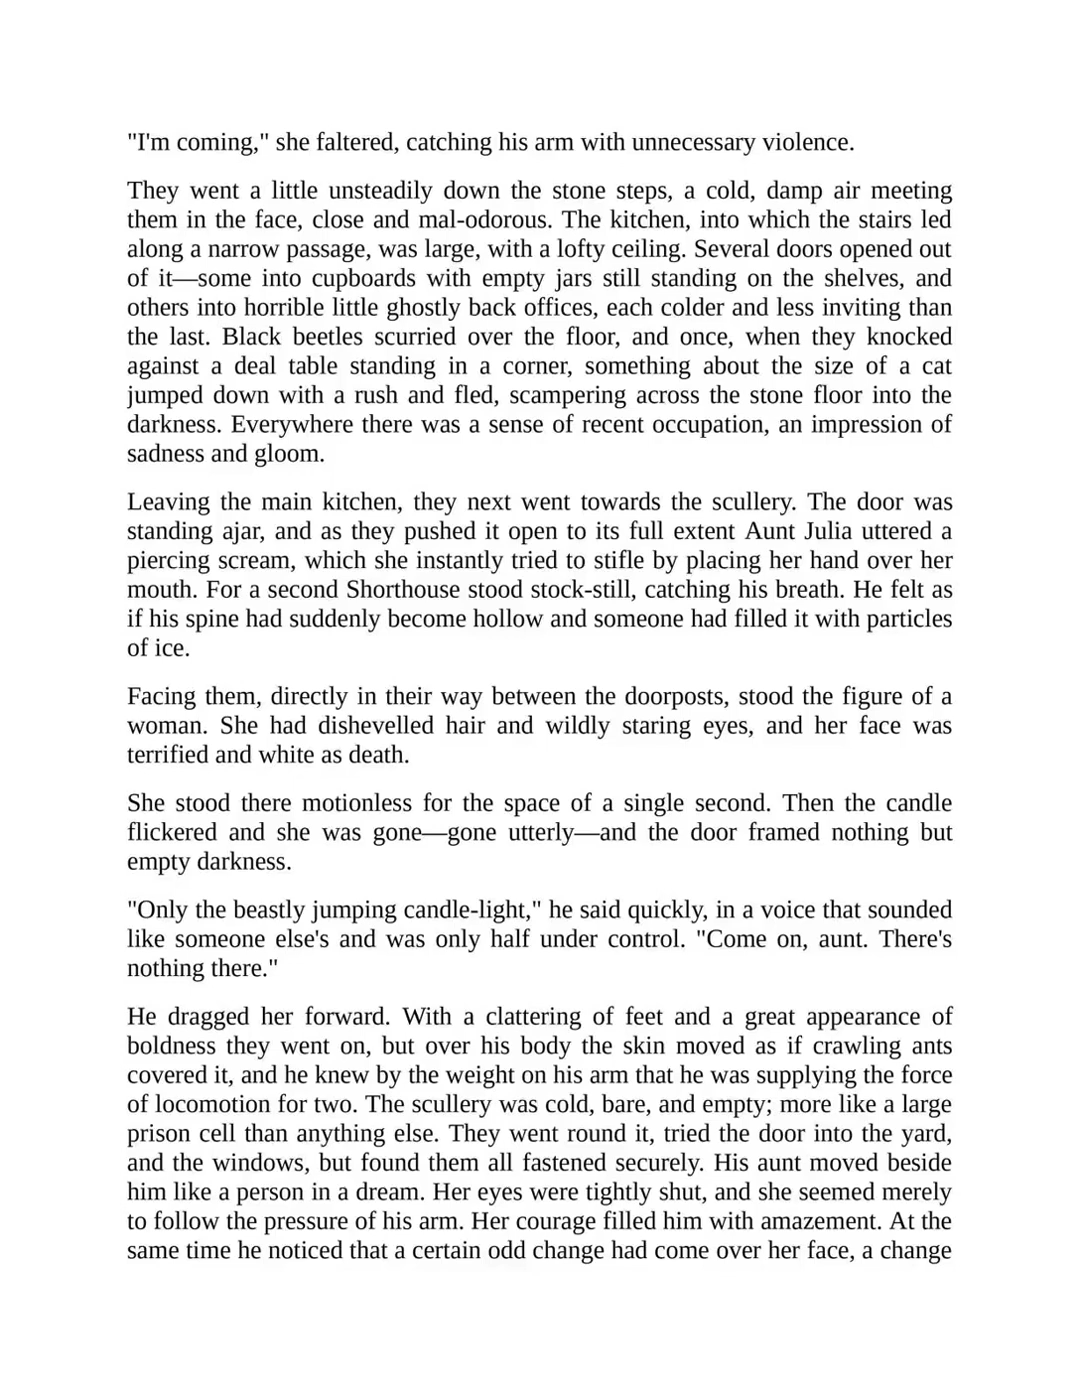 "I'm coming," she faltered, catching his arm with unnecessary violence.
They went a little unsteadily down the stone steps, a cold, damp air meeting
them in the face, close and mal-odorous. The kitchen, into which the stairs led
along a narrow passage, was large, with a lofty ceiling. Several doors opened out
of it—some into cupboards with empty jars still standing on the shelves, and
others into horrible little ghostly back offices, each colder and less inviting than
the last. Black beetles scurried over the floor, and once, when they knocked
against a deal table standing in a corner, something about the size of a cat
jumped down with a rush and fled, scampering across the stone floor into the
darkness. Everywhere there was a sense of recent occupation, an impression of
sadness and gloom.
Leaving the main kitchen, they next went towards the scullery. The door was
standing ajar, and as they pushed it open to its full extent Aunt Julia uttered a
piercing scream, which she instantly tried to stifle by placing her hand over her
mouth. For a second Shorthouse stood stock-still, catching his breath. He felt as
if his spine had suddenly become hollow and someone had filled it with particles
of ice.
Facing them, directly in their way between the doorposts, stood the figure of a
woman. She had dishevelled hair and wildly staring eyes, and her face was
terrified and white as death.
She stood there motionless for the space of a single second. Then the candle
flickered and she was gone—gone utterly—and the door framed nothing but
empty darkness.
"Only the beastly jumping candle-light," he said quickly, in a voice that sounded
like someone else's and was only half under control. "Come on, aunt. There's
nothing there."
He dragged her forward. With a clattering of feet and a great appearance of
boldness they went on, but over his body the skin moved as if crawling ants
covered it, and he knew by the weight on his arm that he was supplying the force
of locomotion for two. The scullery was cold, bare, and empty; more like a large
prison cell than anything else. They went round it, tried the door into the yard,
and the windows, but found them all fastened securely. His aunt moved beside
him like a person in a dream. Her eyes were tightly shut, and she seemed merely
to follow the pressure of his arm. Her courage filled him with amazement. At the
same time he noticed that a certain odd change had come over her face, a change